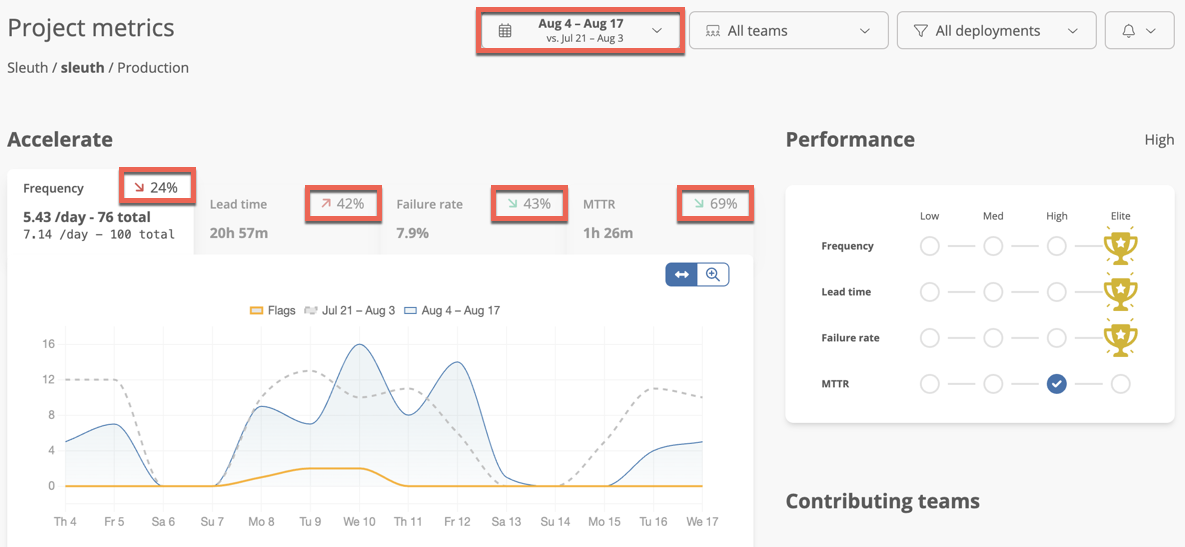 Project metrics
Aug 4 – Aug 17
vs. Jul 21 – Aug 3
All teams
All deployments
Sleuth / sleuth / Production
Accelerate
Performance
High
Frequency
24%
5.43 /day - 76 total
7.14 /day – 100 total
Lead time
42%
20h 57m
Failure rate
43%
7.9%
MTTR
69%
1h 26m
Flags
Jul 21 – Aug 3
Aug 4 – Aug 17
16
12
8
4
0
Th 4 Fr 5 Sa 6 Su 7 Mo 8 Tu 9 We 10 Th 11 Fr 12 Sa 13 Su 14 Mo 15 Tu 16 We 17
Low Med High Elite
Frequency
Lead time
Failure rate
MTTR
Contributing teams